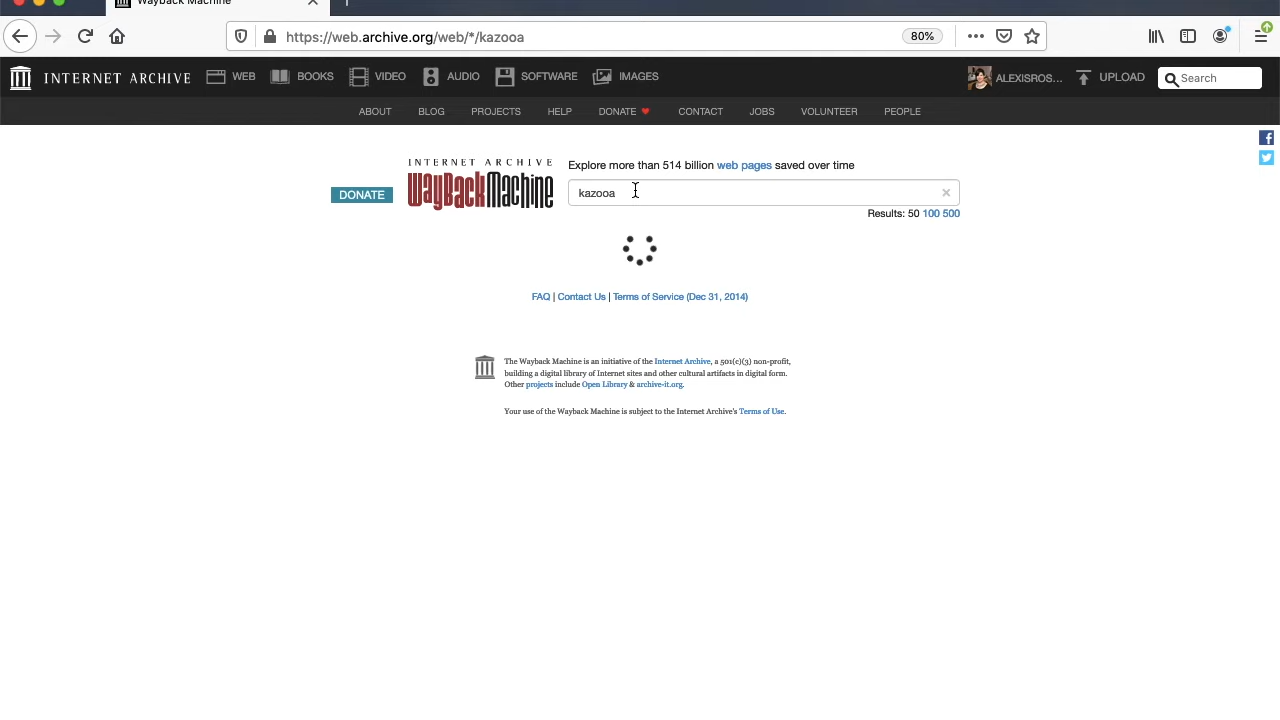 Wayback Machine
https://web.archive.org/web/*/kazooa
80%
INTERNET ARCHIVE
WEB
BOOKS
VIDEO
AUDIO
SOFTWARE
IMAGES
ALEXISROS...
UPLOAD
Search
ABOUT
BLOG
PROJECTS
HELP
DONATE
CONTACT
JOBS
VOLUNTEER
PEOPLE
DONATE
INTERNET ARCHIVE
WayBackMachine
Explore more than 514 billion web pages saved over time
kazooa
Results: 50 100 500
FAQ | Contact Us | Terms of Service (Dec 31, 2014)
The Wayback Machine is an initiative of the Internet Archive, a 501(c)(3) non-profit,
building a digital library of Internet sites and other cultural artifacts in digital form.
Other projects include Open Library & archive-it.org.
Your use of the Wayback Machine is subject to the Internet Archive's Terms of Use.